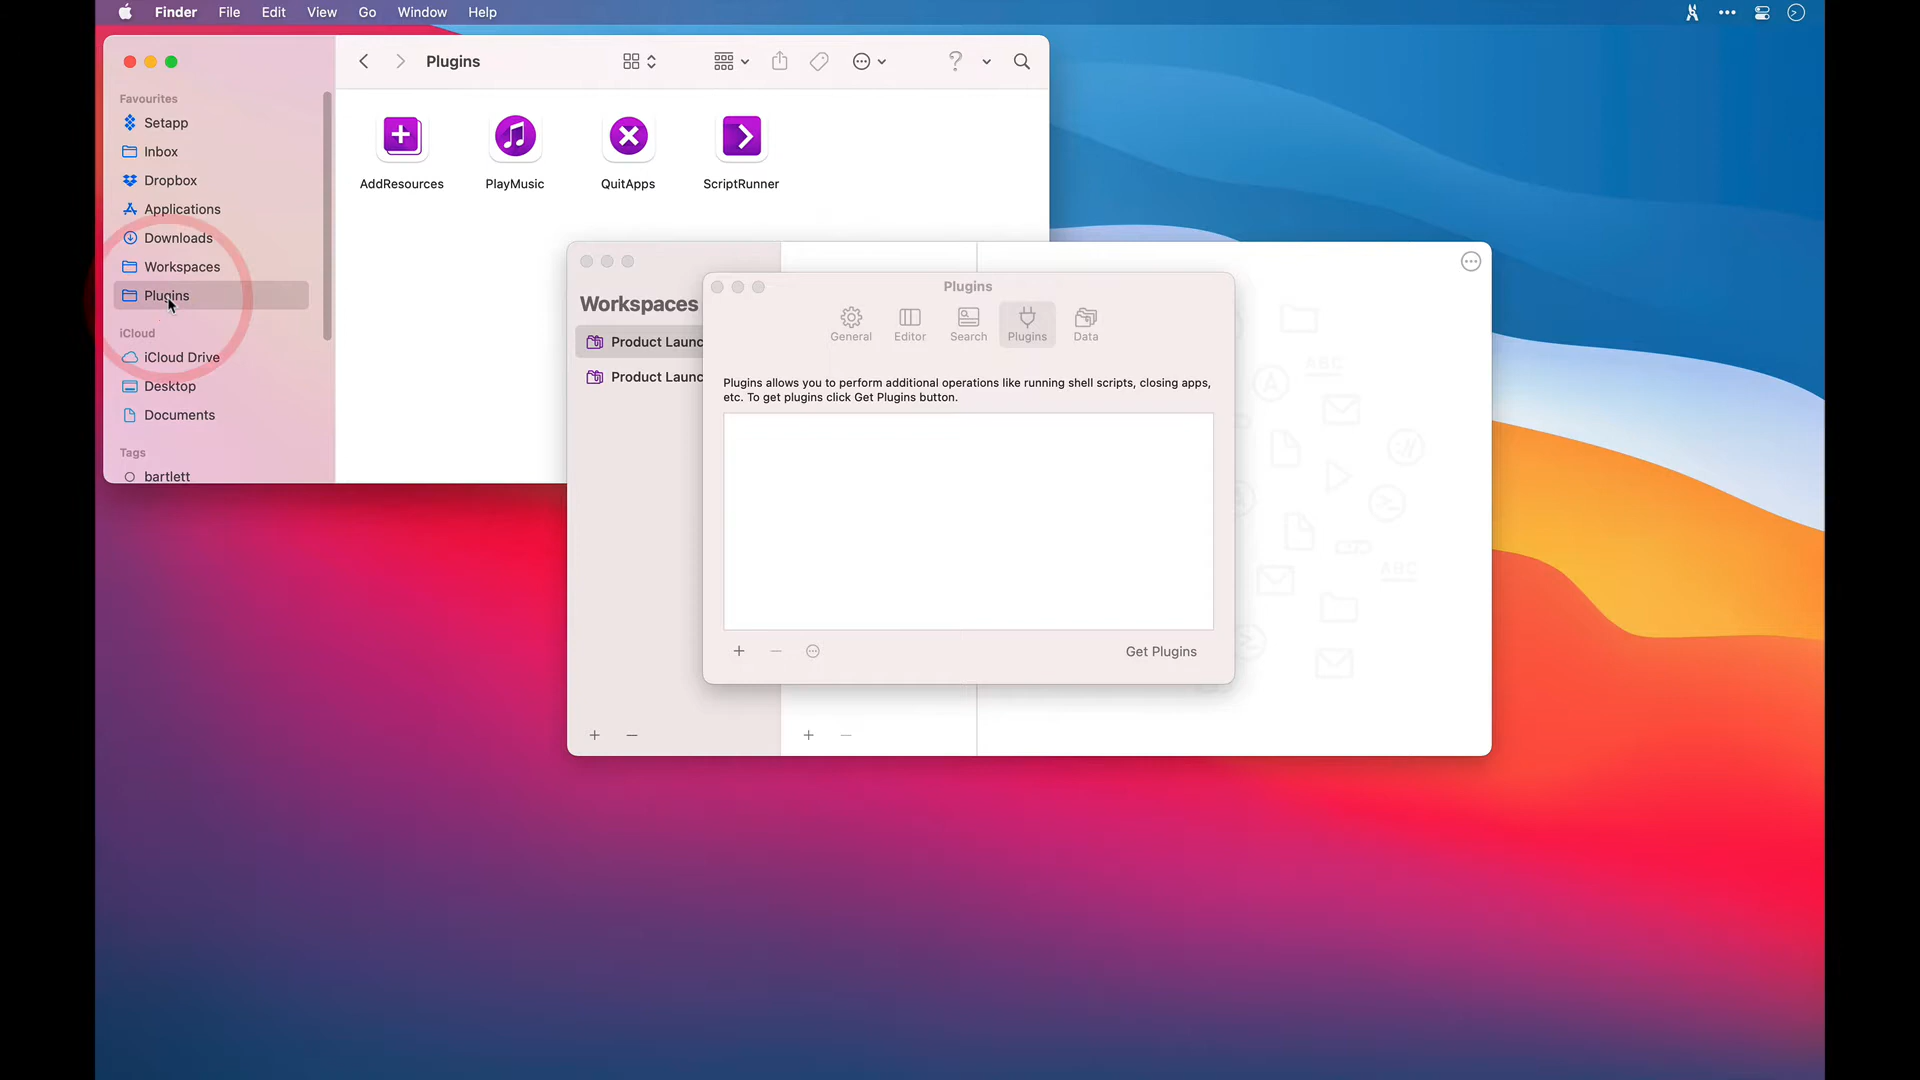 Finder File Edit View Go Window Help
Plugins
Favourites
Setapp
Inbox
Dropbox
Applications
Downloads
Workspaces
Plugins
iCloud
iCloud Drive
Desktop
Documents
Tags
bartlett
AddResources PlayMusic QuitApps ScriptRunner
Workspaces
Product Launc
Product Launc
Plugins
General Editor Search Plugins Data
Plugins allows you to perform additional operations like running shell scripts, closing apps,
etc. To get plugins click Get Plugins button.
Get Plugins
ABC
ABC